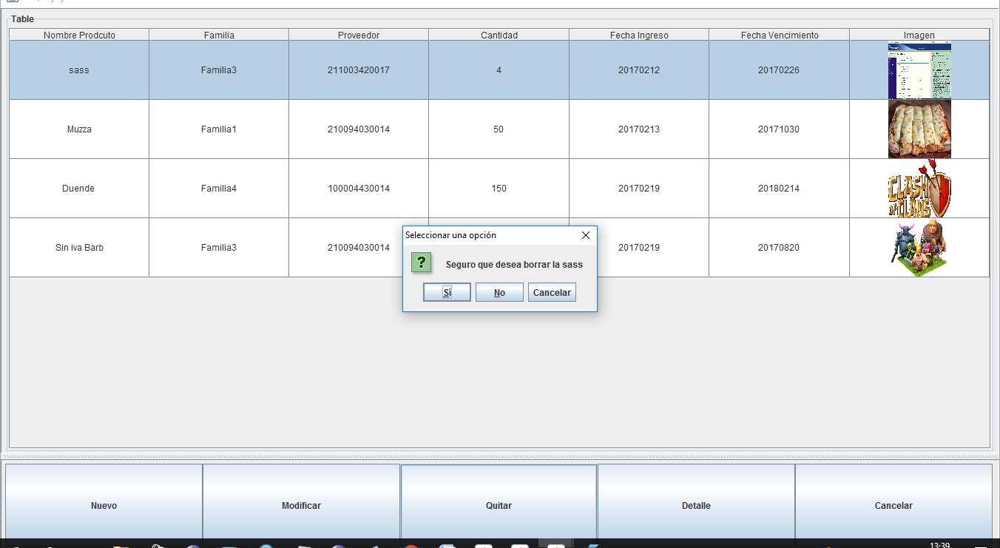 Table
Nombre Prodcuto Familia Proveedor Cantidad Fecha Ingreso Fecha Vencimiento Imagen
sass Familia3 211003420017 4 20170212 20170226
Muzza Familia1 210094030014 50 20170213 20171030
Duende Familia4 100004430014 150 20170219 20180214
CLASH
OF CLANS
Sin iva Barb Familia3 210094030014 20170219 20170820
Seleccionar una opción
? Seguro que desea borrar la sass
Sí No Cancelar
Nuevo Modificar Quitar Detalle Cancelar
13:39